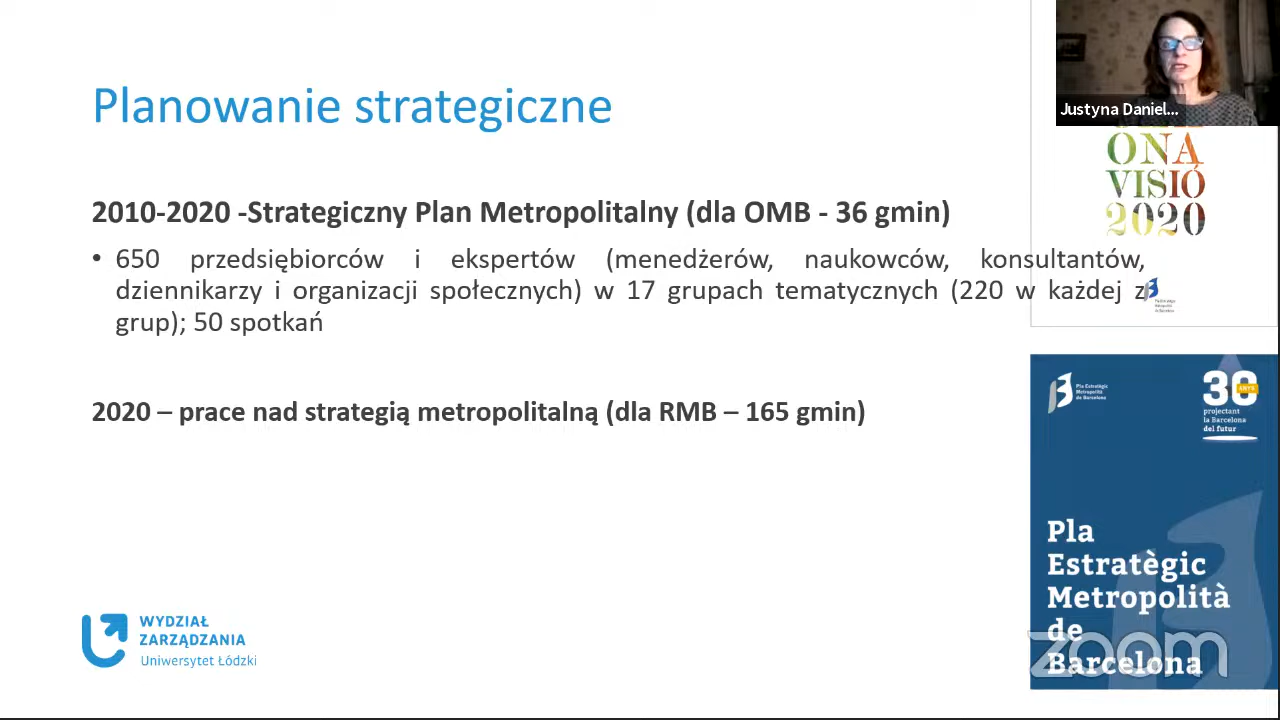 Planowanie strategiczne
2010-2020 -Strategiczny Plan Metropolitalny (dla OMB - 36 gmin)
• 650 przedsiębiorców i ekspertów (menedżerów, naukowców, konsultantów,
dziennikarzy i organizacji społecznych) w 17 grupach tematycznych (220 w każdej z
grup); 50 spotkań
2020 – prace nad strategią metropolitalną (dla RMB – 165 gmin)
WYDZIAŁ
ZARZĄDZANIA
Uniwersytet Łódzki
Justyna Daniel...
ONA
VISIÓ
2020
Pla Estratègic
Metropolità
de Barcelona
30
ANYS
projectant
la Barcelona
del futur
Pla
Estratègic
Metropolità
de
Barcelona
zoom